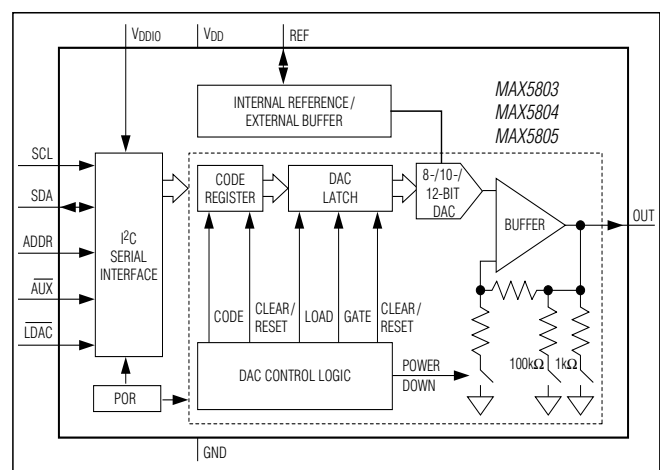 VDDIO
VDD
REF
INTERNAL REFERENCE/
EXTERNAL BUFFER
MAX5803
MAX5804
MAX5805
SCL
SDA
ADDR
AUX
LDAC
I2C
SERIAL
INTERFACE
CODE
REGISTER
DAC
LATCH
8-/10-/
12-BIT
DAC
BUFFER
OUT
CODE
CLEAR/
RESET
LOAD
GATE
CLEAR/
RESET
100kΩ
1kΩ
DAC CONTROL LOGIC
POWER
DOWN
POR
GND